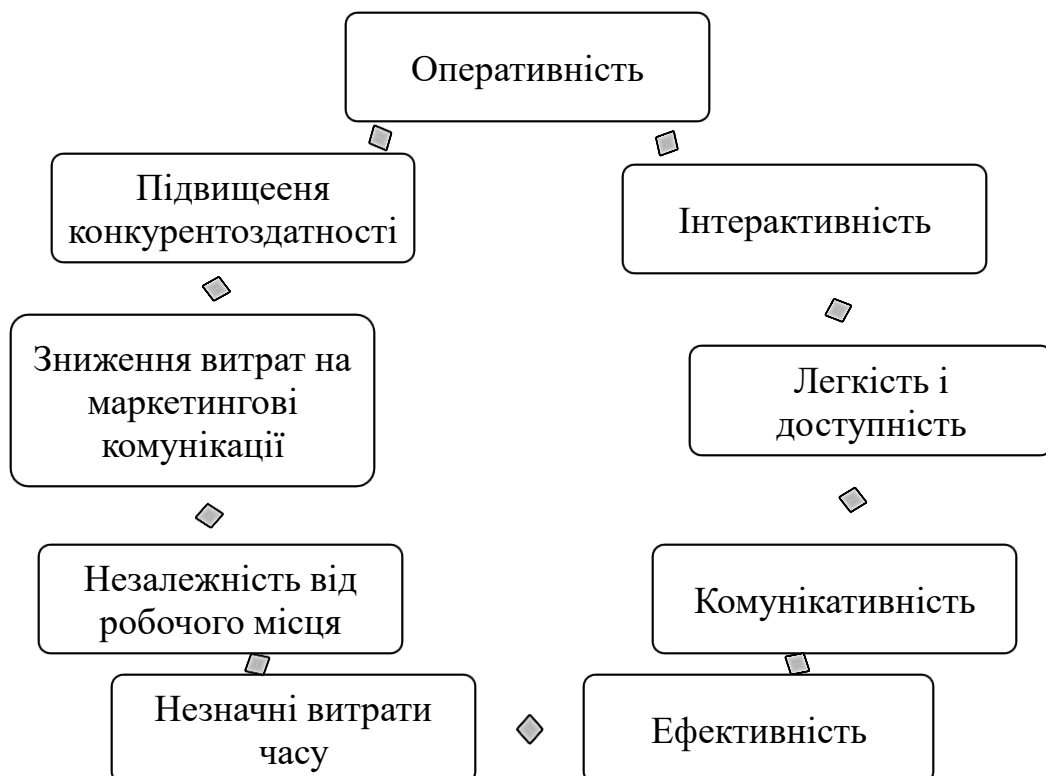 Оперативність
Підвищееня
конкурентоздатності
Інтерактивність
Зниження витрат на
маркетингові
комунікації
Легкість і
доступність
Незалежність від
робочого місця
Комунікативність
Незначні витрати
часу
Ефективність